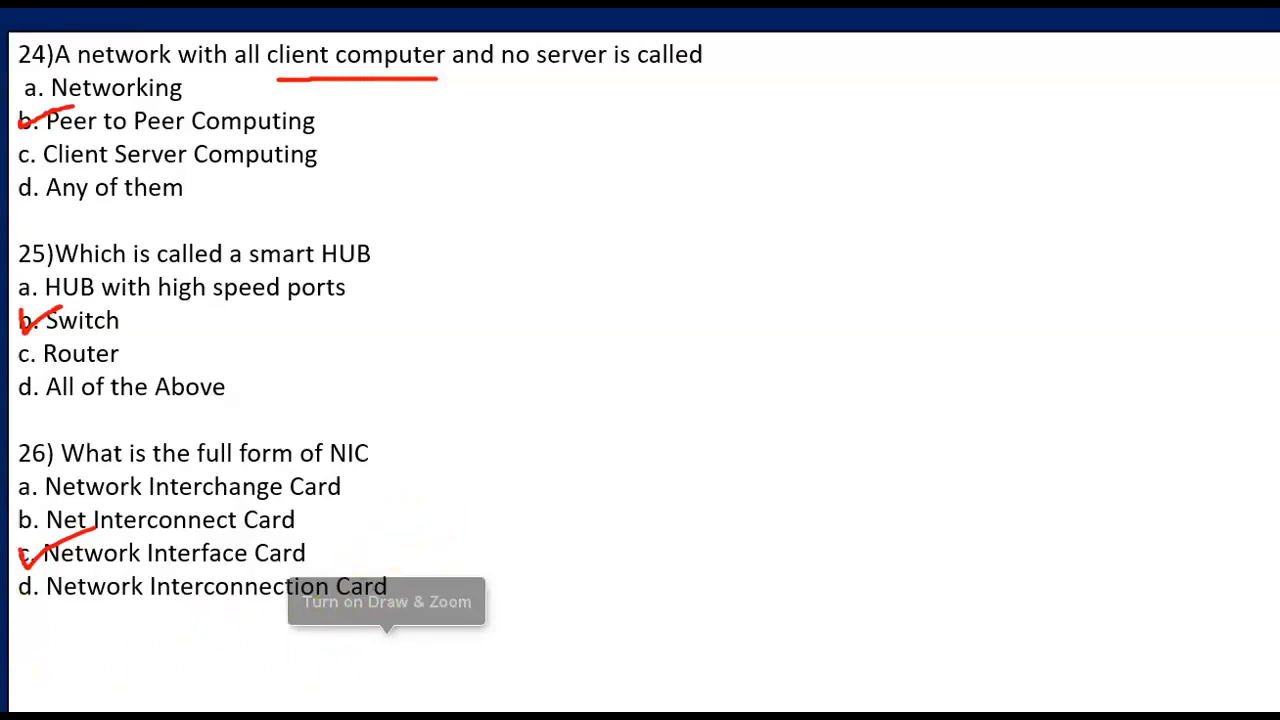 24)A network with all client computer and no server is called
a. Networking
b. Peer to Peer Computing
c. Client Server Computing
d. Any of them
25)Which is called a smart HUB
a. HUB with high speed ports
b. Switch
c. Router
d. All of the Above
26) What is the full form of NIC
a. Network Interchange Card
b. Net Interconnect Card
c. Network Interface Card
d. Network Interconnection Card
Turn on Draw & Zoom